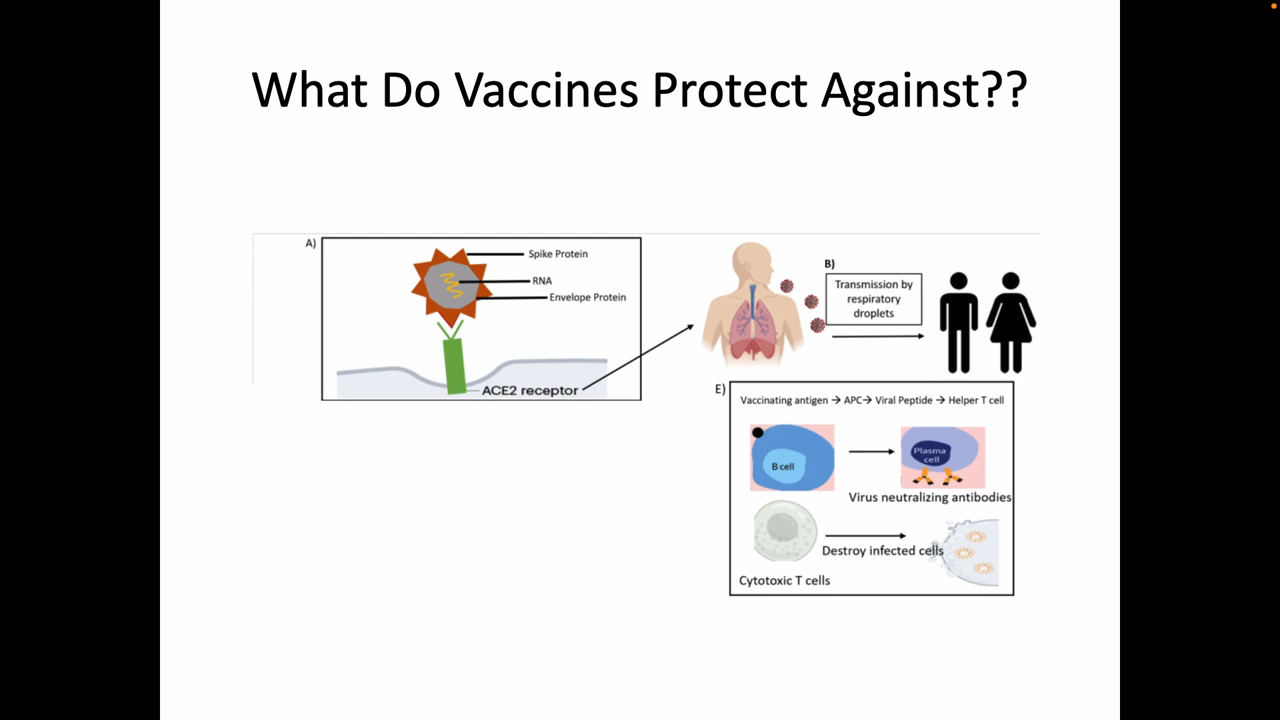 What Do Vaccines Protect Against??
A)
Spike Protein
RNA
Envelope Protein
ACE2 receptor
B)
Transmission by
respiratory
droplets
E)
Vaccinating antigen → APC→ Viral Peptide → Helper T cell
B cell
Plasma
cell
Virus neutralizing antibodies
Destroy infected cells
Cytotoxic T cells